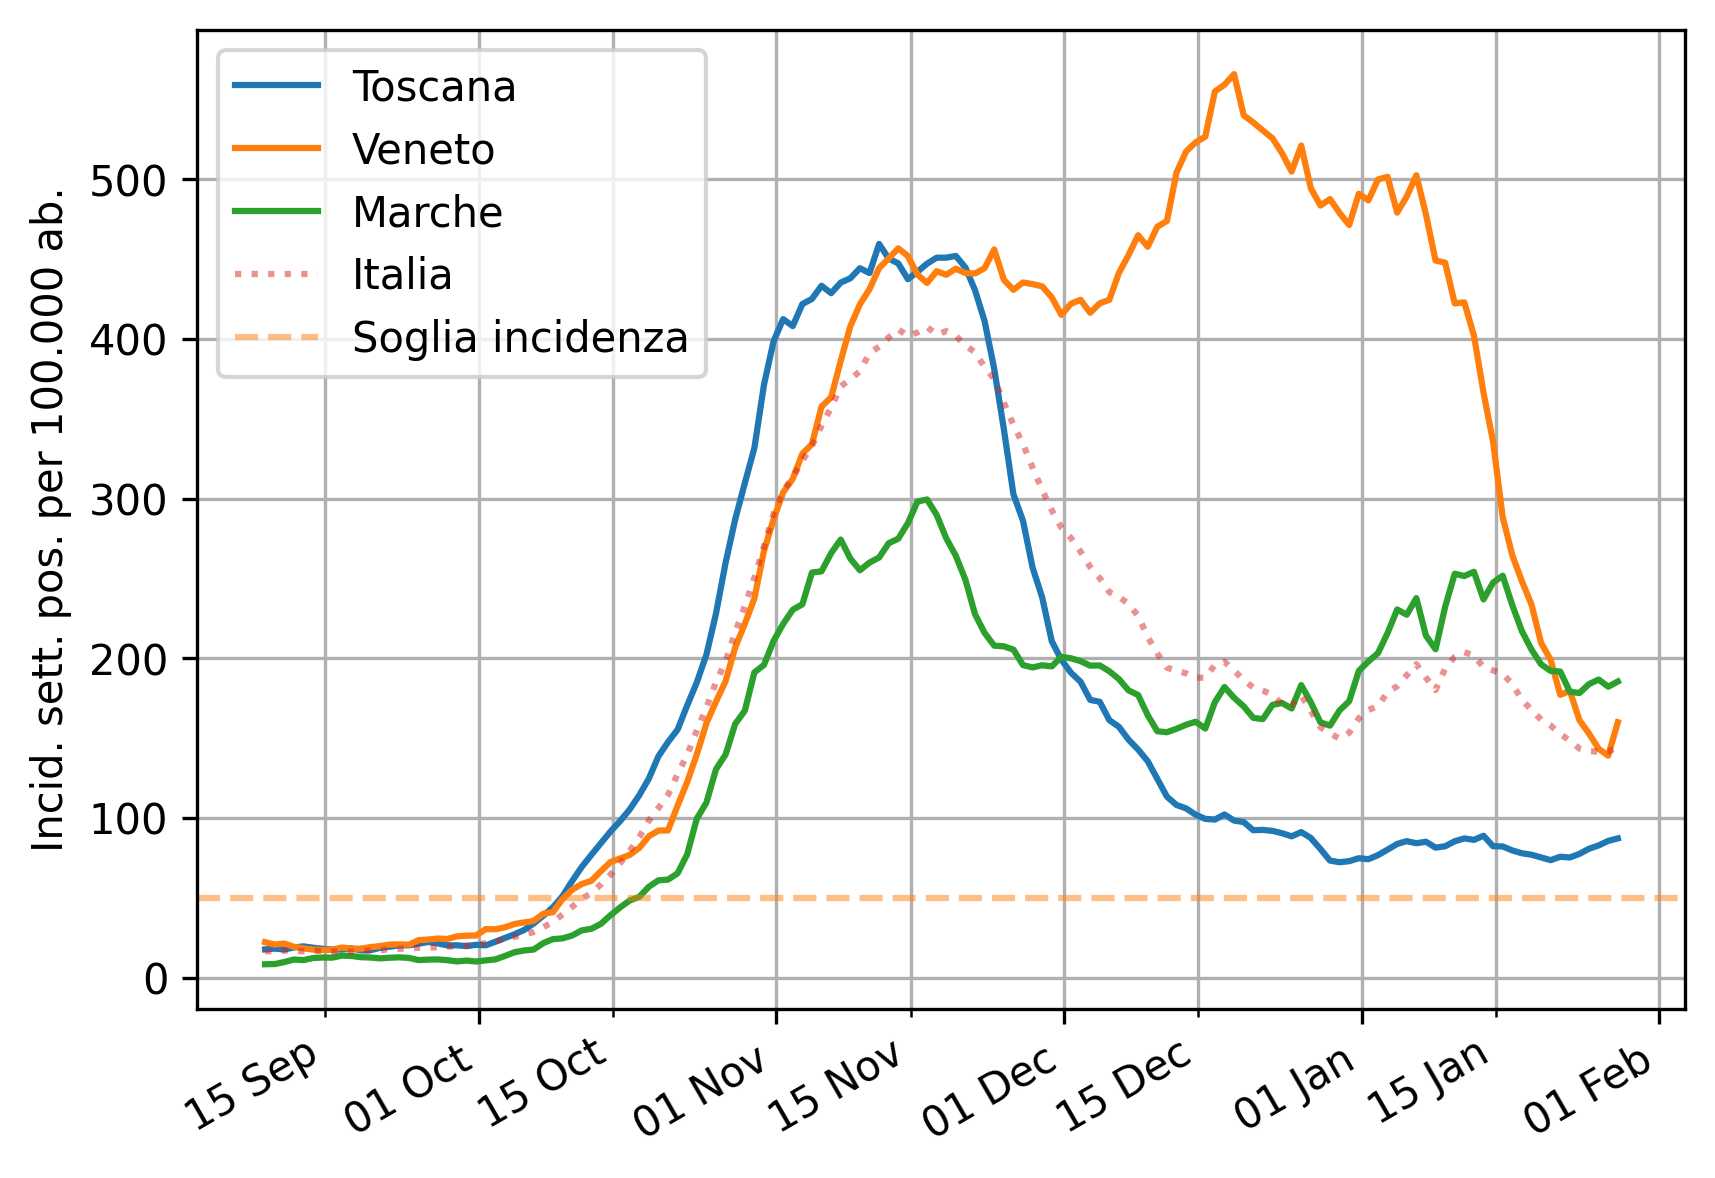 Toscana
Veneto
Marche
Italia
Soglia incidenza
Incid. sett. pos. per 100.000 ab.
500
400
300
200
100
0
15 Sep
01 Oct
15 Oct
01 Nov
15 Nov
01 Dec
15 Dec
01 Jan
15 Jan
01 Feb